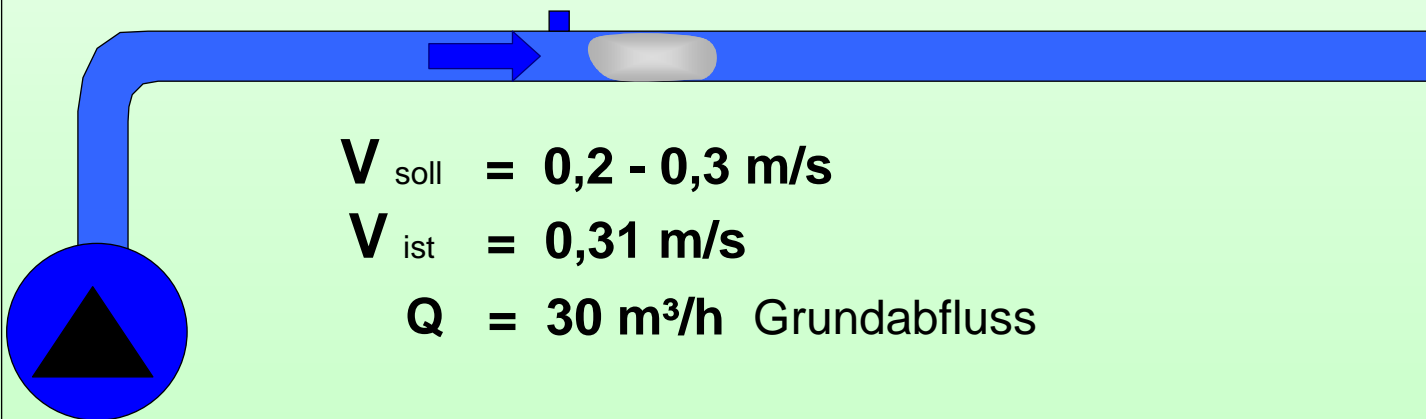 V soll = 0,2 - 0,3 m/s
V ist = 0,31 m/s
Q = 30 m³/h Grundabfluss